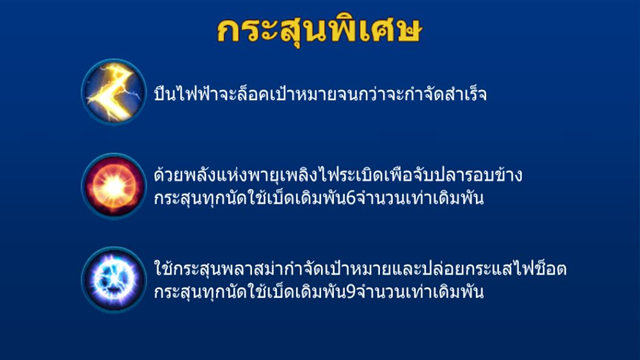 กระสุนพิเศษ
ปืนไฟฟ้าจะล็อคเป้าหมายจนกว่าจะกำจัดสำเร็จ
ด้วยพลังแห่งพายุเพลิงไฟระเบิดเพื่อจับปลารอบข้าง
กระสุนทุกนัดใช้เบ็ดเดิมพัน6จำนวนเท่าเดิมพัน
ใช้กระสุนพลาสม่ากำจัดเป้าหมายและปล่อยกระแสไฟช็อต
กระสุนทุกนัดใช้เบ็ดเดิมพัน9จำนวนเท่าเดิมพัน